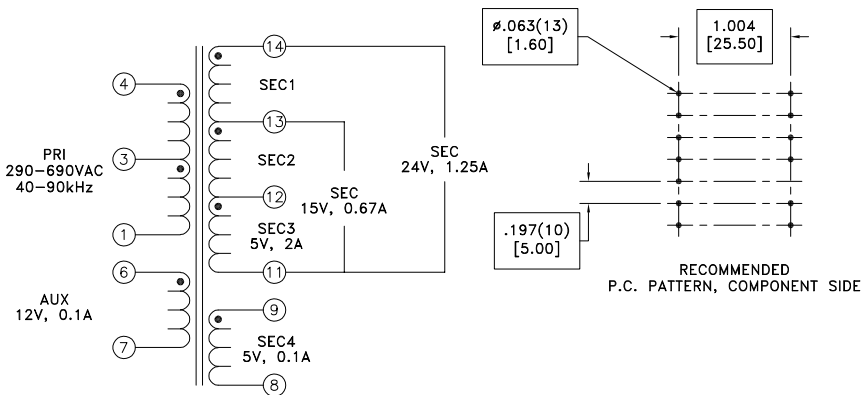 4
3
1
6
7
PRI
290-690VAC
40-90kHz
AUX
12V, 0.1A
14
13
12
11
9
8
SEC1
SEC2
SEC3
5V, 2A
SEC4
5V, 0.1A
SEC
15V, 0.67A
SEC
24V, 1.25A
ø.063(13)
[1.60]
1.004
[25.50]
.197(10)
[5.00]
RECOMMENDED
P.C. PATTERN, COMPONENT SIDE